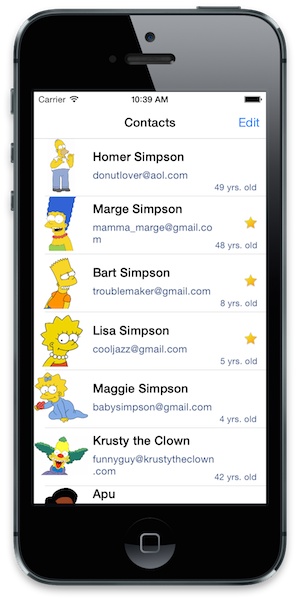 Carrier 10:39 AM
Contacts Edit
Homer Simpson
donutlover@aol.com
49 yrs. old
Marge Simpson
mamma_marge@gmail.co
m
48 yrs. old
Bart Simpson
troublemaker@gmail.com
8 yrs. old
Lisa Simpson
cooljazz@gmail.com
5 yrs. old
Maggie Simpson
babysimpson@gmail.com
4 yrs. old
Krusty the Clown
funnyguy@krustytheclown
.com
42 yrs. old
Apu